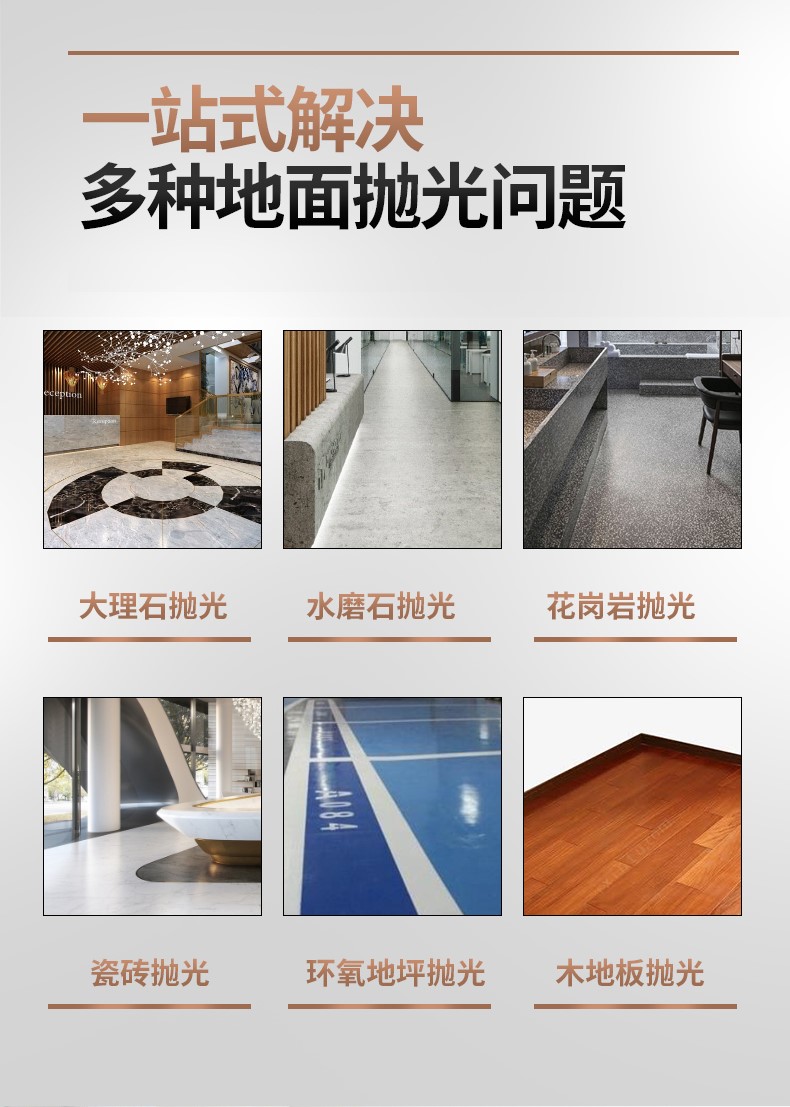 一站式解决
多种地面抛光问题
eception
大理石抛光
水磨石抛光
花岗岩抛光
A084
瓷砖抛光
环氧地坪抛光
木地板抛光